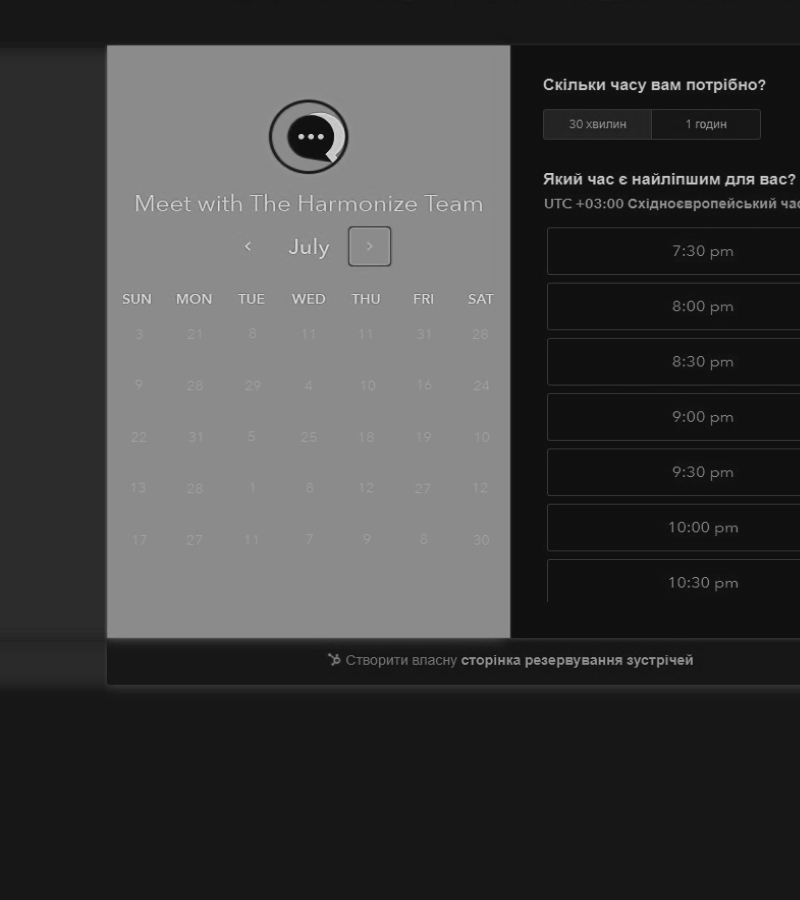 Meet with The Harmonize Team
July
SUN MON TUE WED THU FRI SAT
3 21 8 11 11 31 28
9 28 29 4 10 16 24
22 31 5 25 18 19 10
13 28 1 8 12 27 12
17 27 11 7 9 8 30
Скільки часу вам потрібно?
30 хвилин 1 годин
Який час є найліпшим для вас?
UTC +03:00 Східноєвропейський
7:30 pm
8:00 pm
8:30 pm
9:00 pm
9:30 pm
10:00 pm
10:30 pm
Створити власну сторінка резервування зустрічей